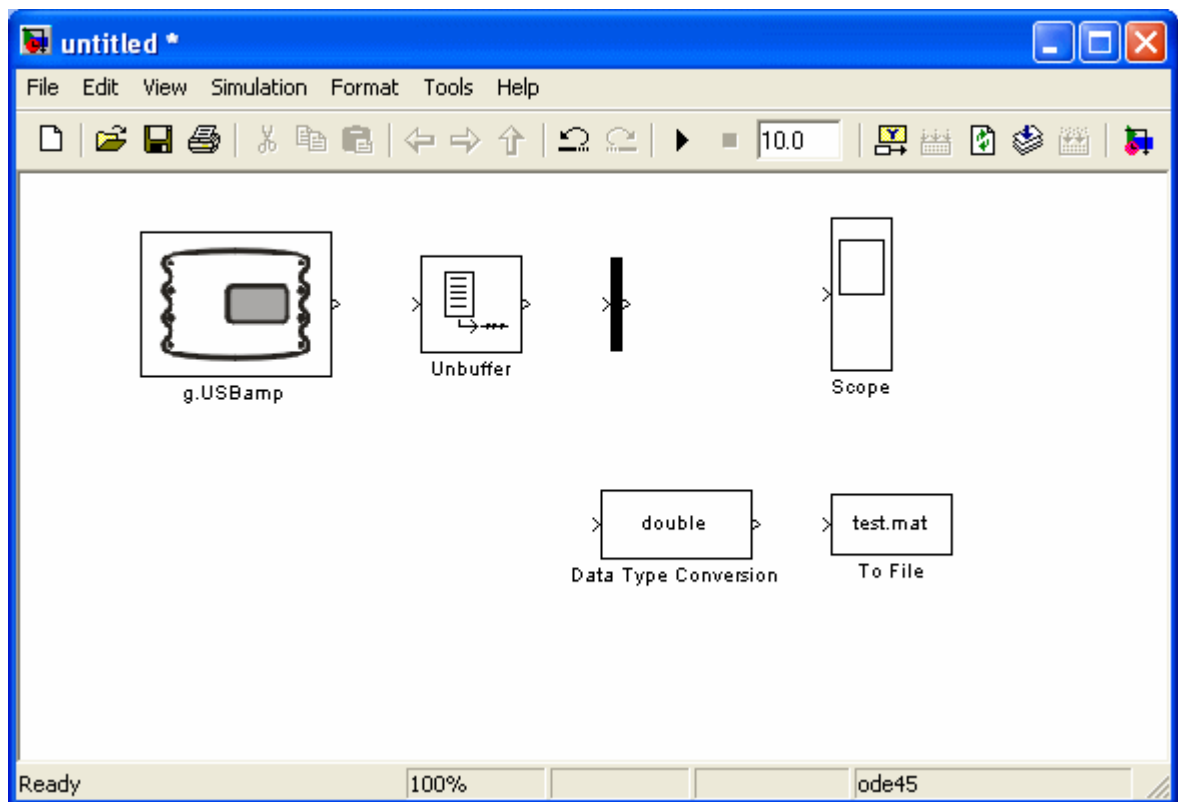 untitled *
File Edit View Simulation Format Tools Help
10.0
Y
Unbuffer
g.USBamp
Scope
double
test.mat
Data Type Conversion
To File
Ready 100% ode45